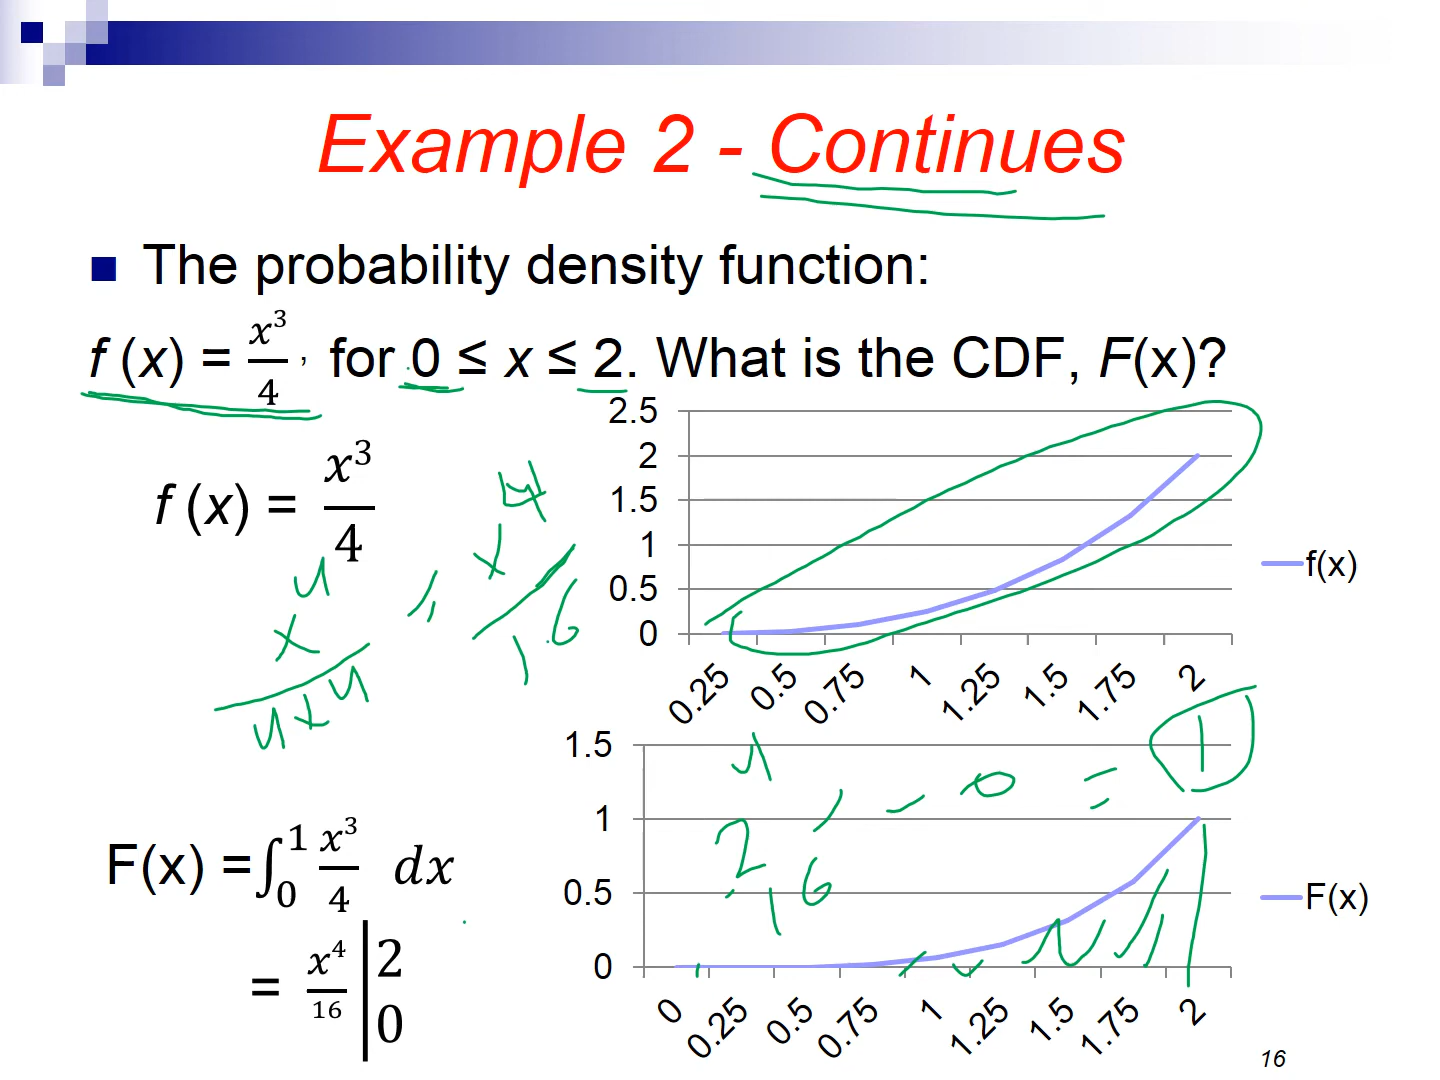 Example 2 - Continues
■ The probability density function:
f (x) = x³/4 , for 0 ≤ x ≤ 2. What is the CDF, F(x)?
f (x) = x³/4
x⁴/4×4 = x⁴/16
2.5
2
1.5
1
0.5
0
0.25 0.5 0.75 1 1.25 1.5 1.75 2
f(x)
F(x) = ∫₀¹ x³/4 dx
= x⁴/16 | 2 0
2⁴/16 - 0 = 1
1.5
1
0.5
0
0 0.25 0.5 0.75 1 1.25 1.5 1.75 2
F(x)
16